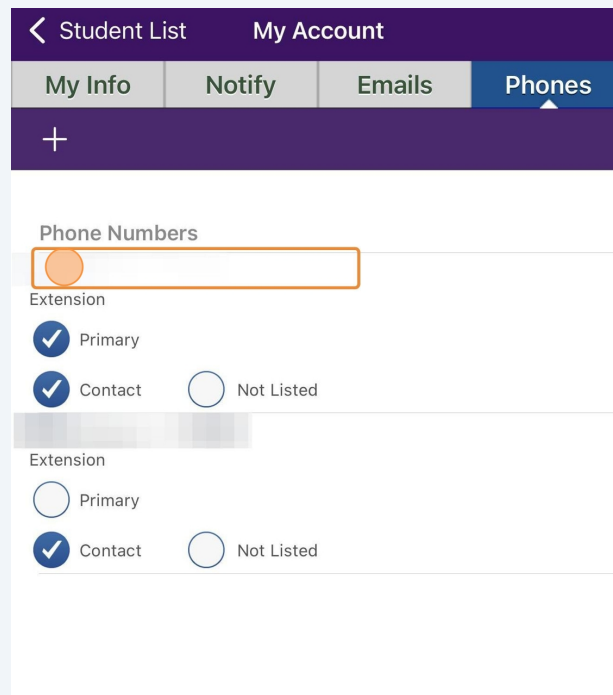 Student List My Account
My Info Notify Emails Phones
+
Phone Numbers
Extension
Primary
Contact Not Listed
Extension
Primary
Contact Not Listed